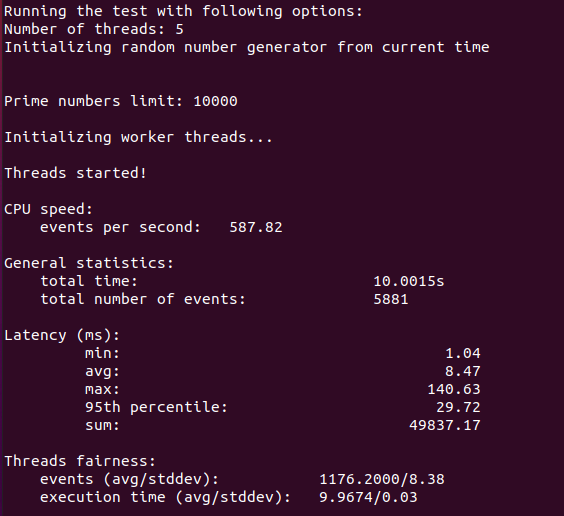 Running the test with following options:
Number of threads: 5
Initializing random number generator from current time
Prime numbers limit: 10000
Initializing worker threads...
Threads started!
CPU speed:
events per second: 587.82
General statistics:
total time: 10.0015s
total number of events: 5881
Latency (ms):
min: 1.04
avg: 8.47
max: 140.63
95th percentile: 29.72
sum: 49837.17
Threads fairness:
events (avg/stddev): 1176.2000/8.38
execution time (avg/stddev): 9.9674/0.03